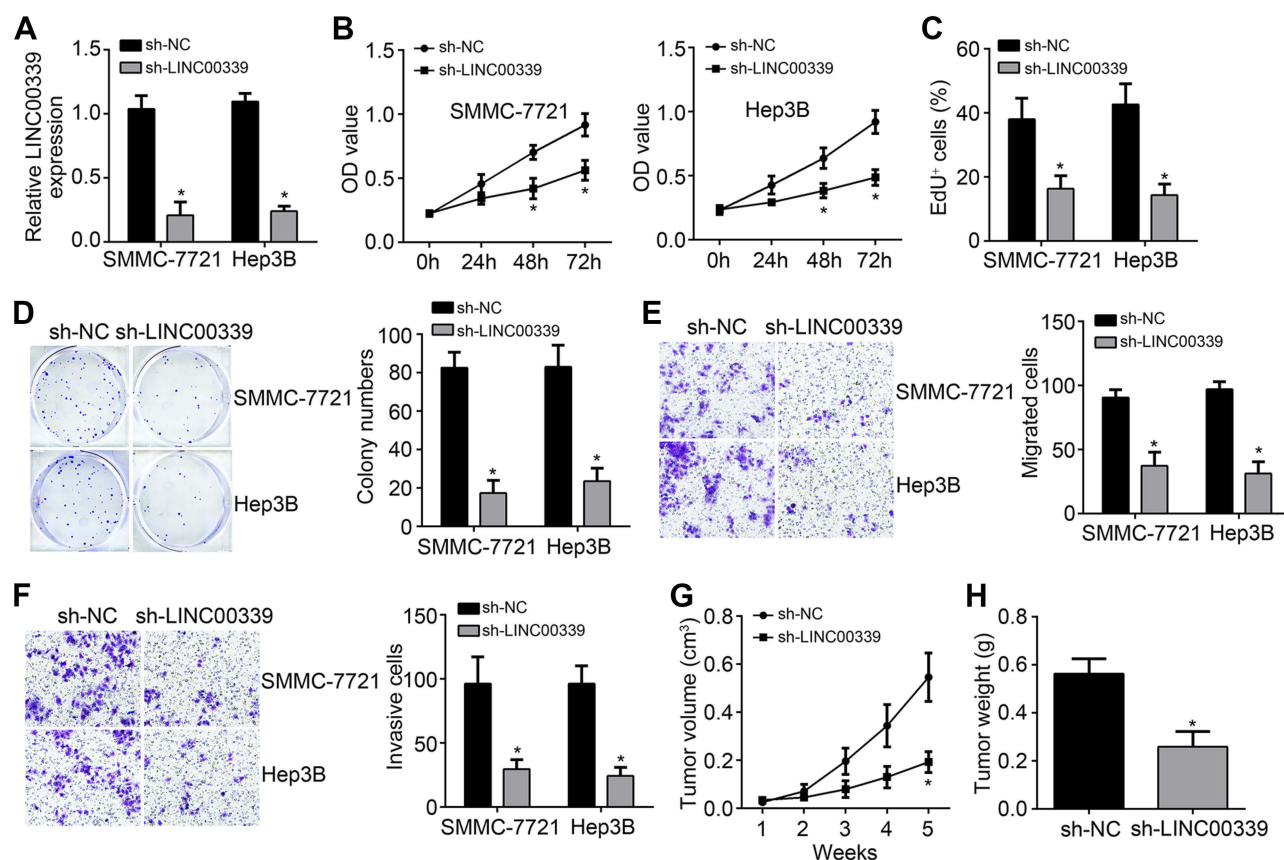 A
Relative LINC00339
expression
1.5
1.0
0.5
0.0
sh-NC
sh-LINC00339
*
*
SMMC-7721
Hep3B
B
OD value
1.5
1.0
0.5
0.0
sh-NC
sh-LINC00339
SMMC-7721
*
*
0h
24h
48h
72h
OD value
1.5
1.0
0.5
0.0
sh-NC
sh-LINC00339
Hep3B
*
*
0h
24h
48h
72h
C
EdU⁺ cells (%)
60
40
20
0
sh-NC
sh-LINC00339
*
*
SMMC-7721
Hep3B
D
sh-NC
sh-LINC00339
SMMC-7721
Hep3B
Colony numbers
100
80
60
40
20
0
sh-NC
sh-LINC00339
*
*
SMMC-7721
Hep3B
E
sh-NC
sh-LINC00339
SMMC-7721
Hep3B
Migrated cells
150
100
50
0
sh-NC
sh-LINC00339
*
*
SMMC-7721
Hep3B
F
sh-NC
sh-LINC00339
SMMC-7721
Hep3B
Invasive cells
150
100
50
0
sh-NC
sh-LINC00339
*
*
SMMC-7721
Hep3B
G
Tumor volume (cm³)
0.8
0.6
0.4
0.2
0.0
sh-NC
sh-LINC00339
*
1
2
3
4
5
Weeks
H
Tumor weight (g)
0.8
0.6
0.4
0.2
0.0
*
sh-NC
sh-LINC00339